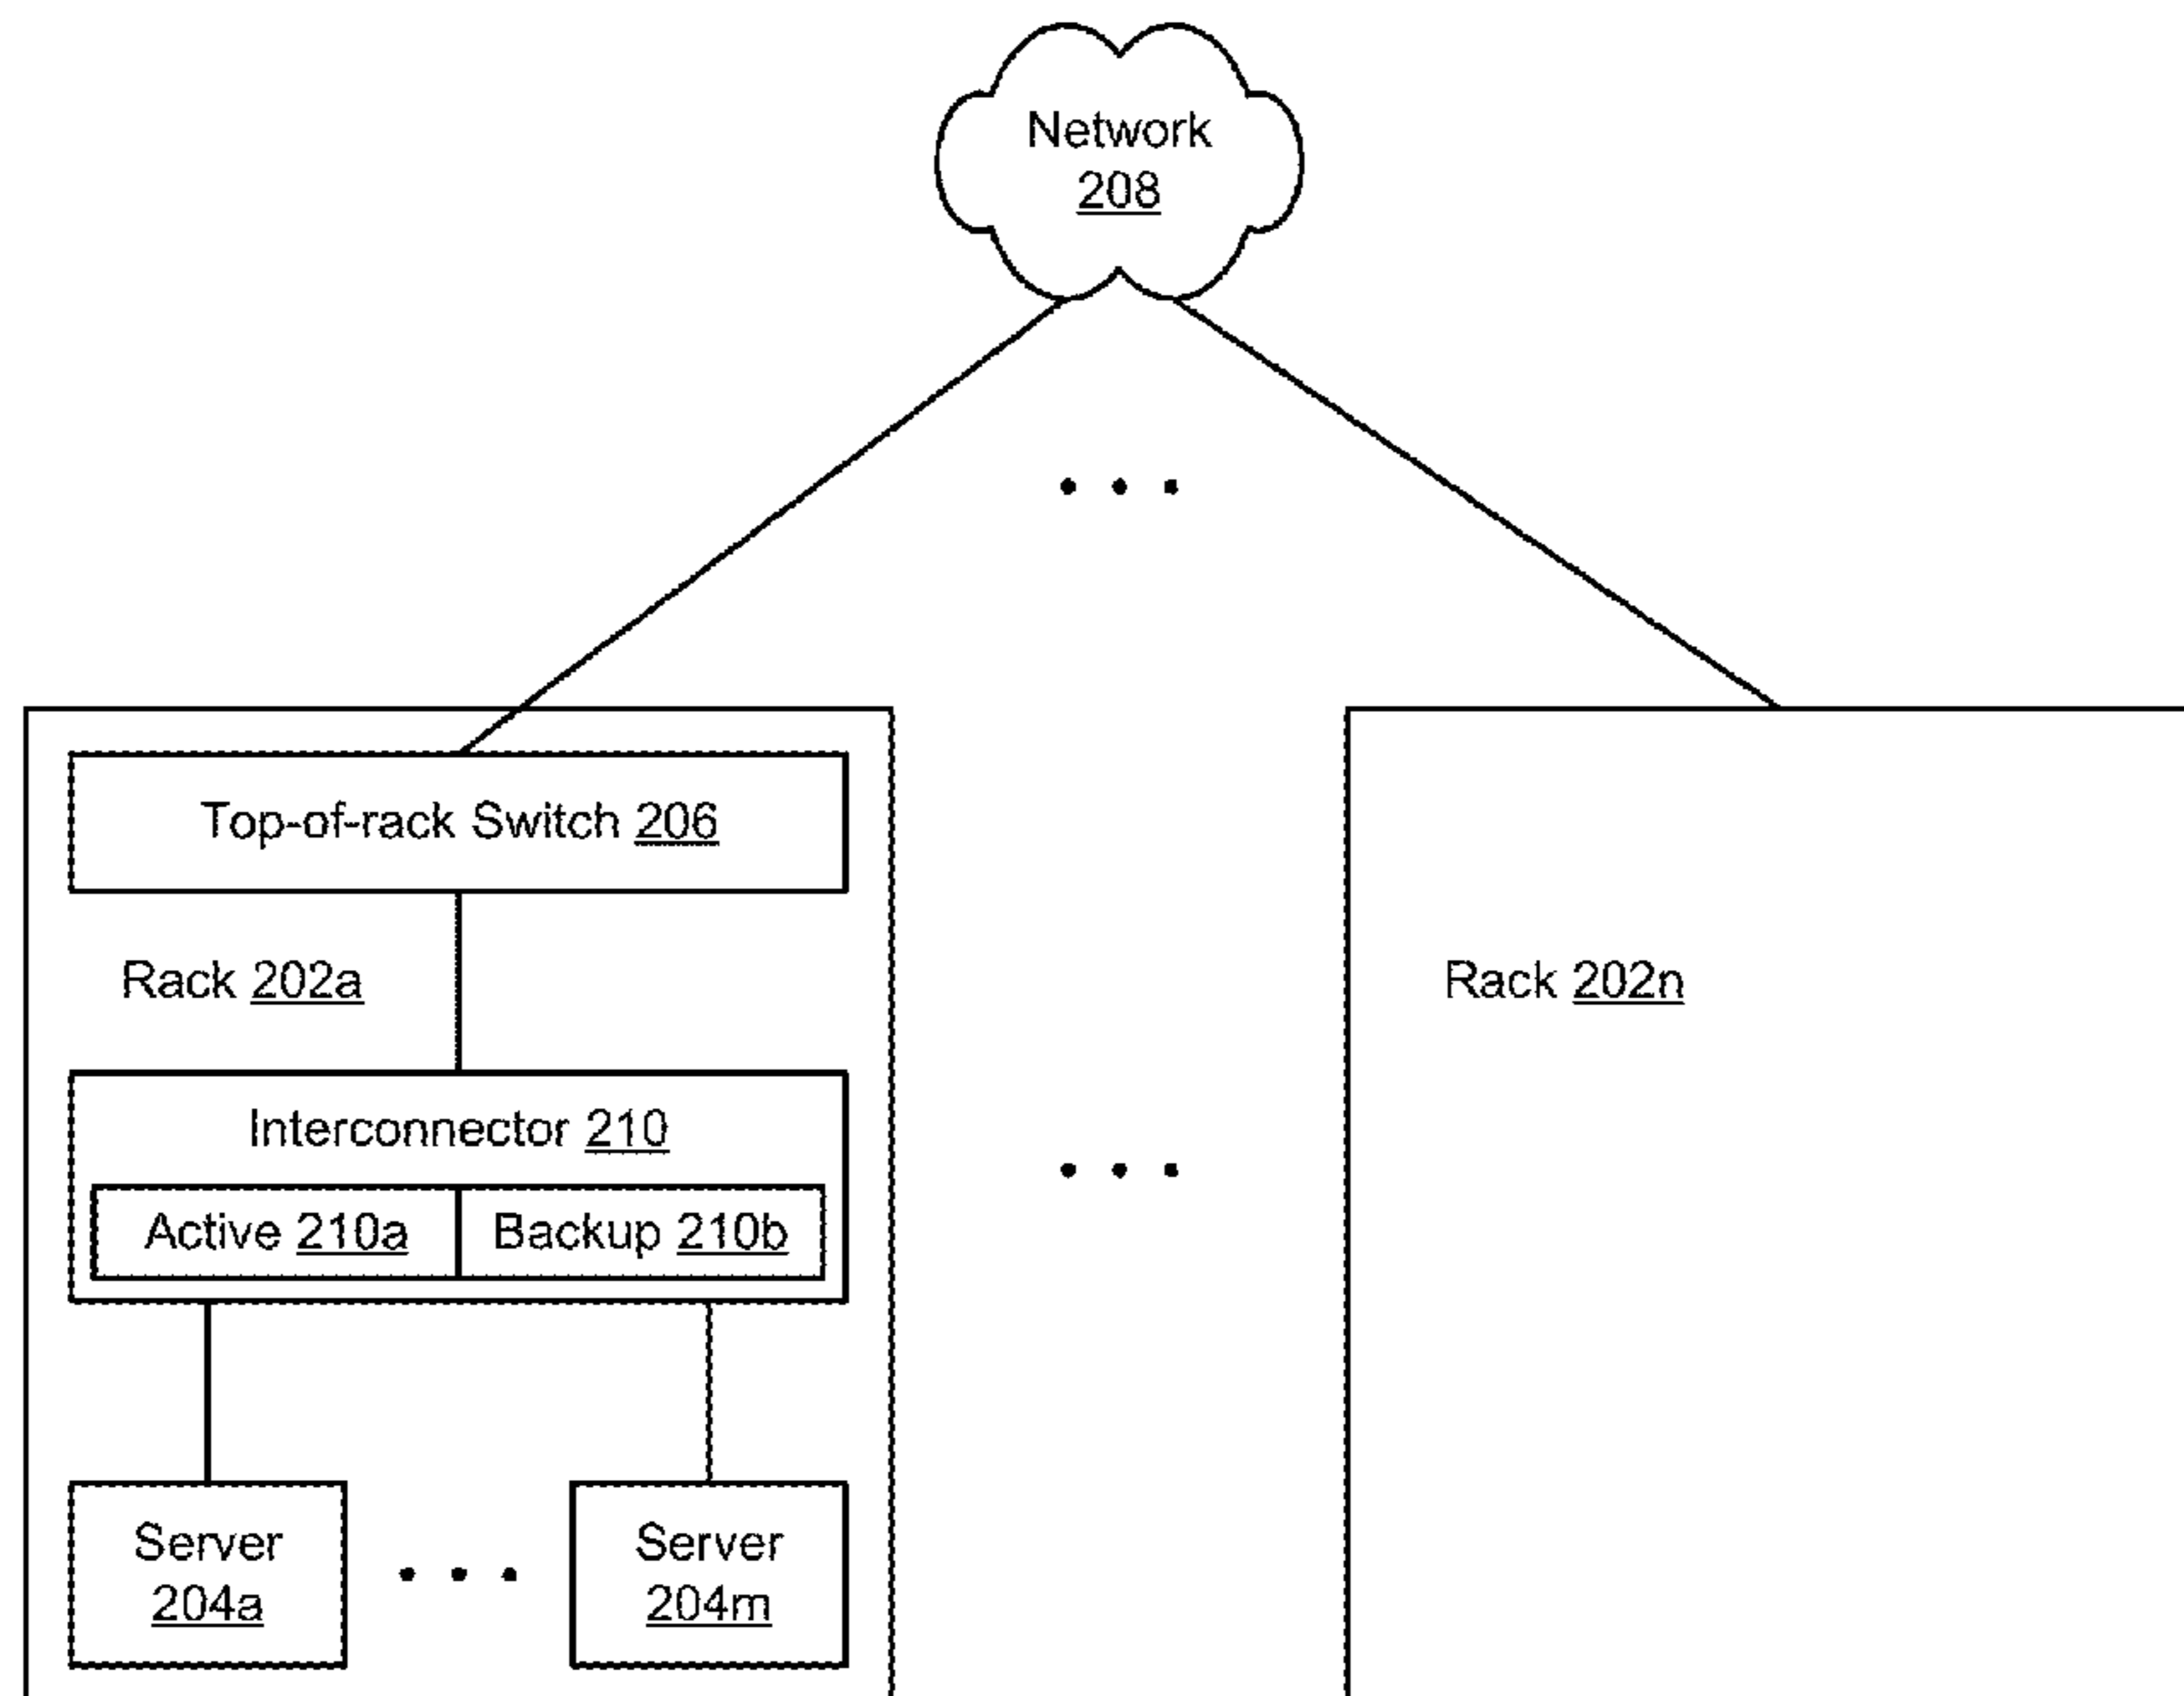 Network
208
Top-of-rack Switch 206
Rack 202a
Rack 202n
Interconnector 210
Active 210a
Backup 210b
Server
204a
Server
204m